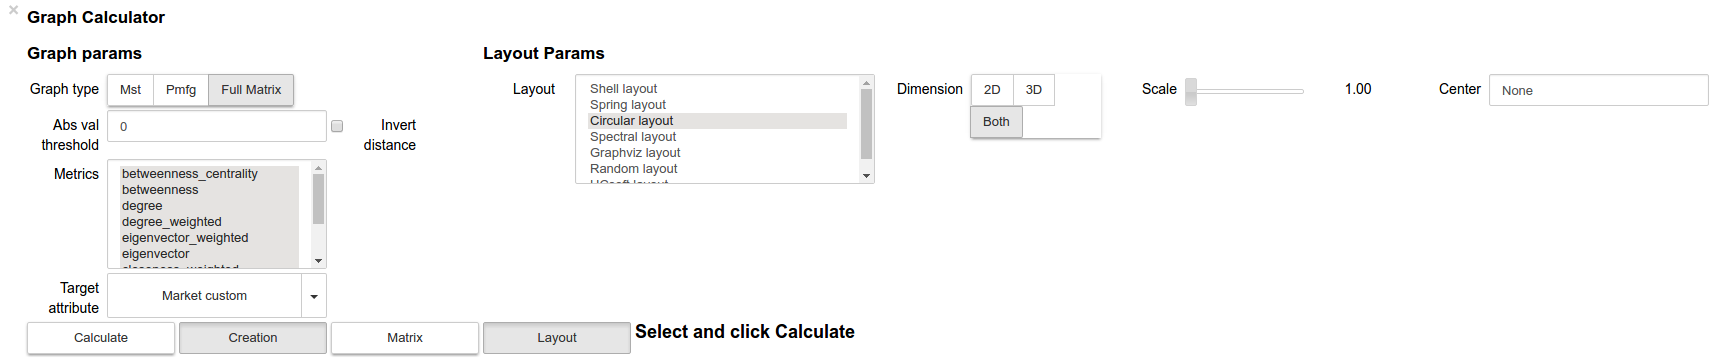 Graph Calculator
Graph params
Layout Params
Graph type
Mst
Pmfg
Full Matrix
Layout
Shell layout
Spring layout
Circular layout
Spectral layout
Graphviz layout
Random layout
Dimension
2D
3D
Both
Scale
1.00
Center
None
Abs val
threshold
0
Invert
distance
Metrics
betweenness_centrality
betweenness
degree
degree_weighted
eigenvector_weighted
eigenvector
closeness_weighted
Target
attribute
Market custom
Calculate
Creation
Matrix
Layout
Select and click Calculate